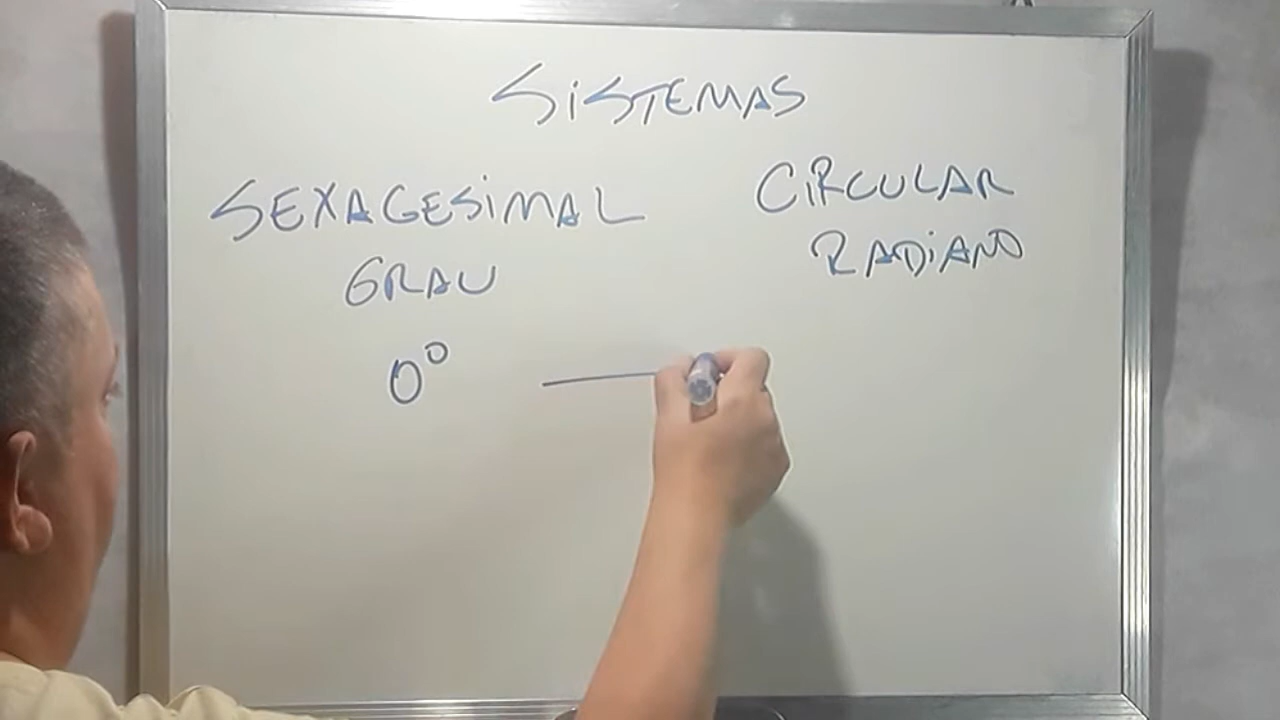 SISTEMAS
SEXAGESIMAL
GRAU
0°
CIRCULAR
RADIANO